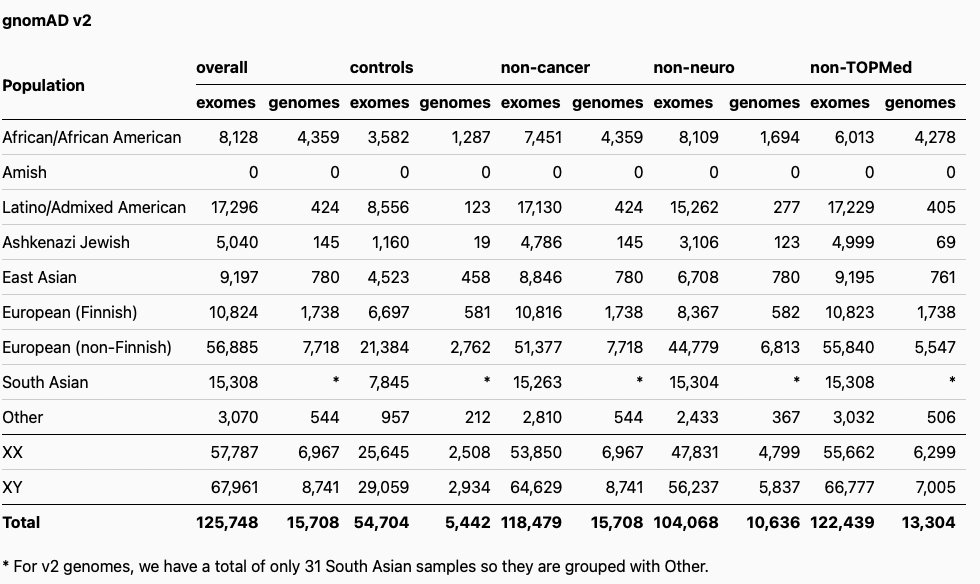 gnomAD v2
Population overall controls non-cancer non-neuro non-TOPMed
exomes genomes exomes genomes exomes genomes exomes genomes exomes genomes
African/African American 8,128 4,359 3,582 1,287 7,451 4,359 8,109 1,694 6,013 4,278
Amish 0 0 0 0 0 0 0 0 0 0
Latino/Admixed American 17,296 424 8,556 123 17,130 424 15,262 277 17,229 405
Ashkenazi Jewish 5,040 145 1,160 19 4,786 145 3,106 123 4,999 69
East Asian 9,197 780 4,523 458 8,846 780 6,708 780 9,195 761
European (Finnish) 10,824 1,738 6,697 581 10,816 1,738 8,367 582 10,823 1,738
European (non-Finnish) 56,885 7,718 21,384 2,762 51,377 7,718 44,779 6,813 55,840 5,547
South Asian 15,308 * 7,845 * 15,263 * 15,304 * 15,308 *
Other 3,070 544 957 212 2,810 544 2,433 367 3,032 506
XX 57,787 6,967 25,645 2,508 53,850 6,967 47,831 4,799 55,662 6,299
XY 67,961 8,741 29,059 2,934 64,629 8,741 56,237 5,837 66,777 7,005
Total 125,748 15,708 54,704 5,442 118,479 15,708 104,068 10,636 122,439 13,304
* For v2 genomes, we have a total of only 31 South Asian samples so they are grouped with Other.